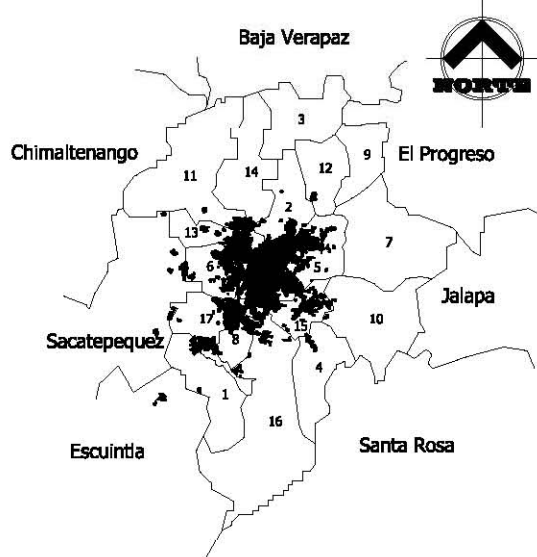 Baja Verapaz
NORTE
3
Chimaltenango
El Progreso
9
12
14
11
2
13
7
5
6
Jalapa
17
10
15
Sacatepequez
8
4
1
16
Santa Rosa
Escuintla